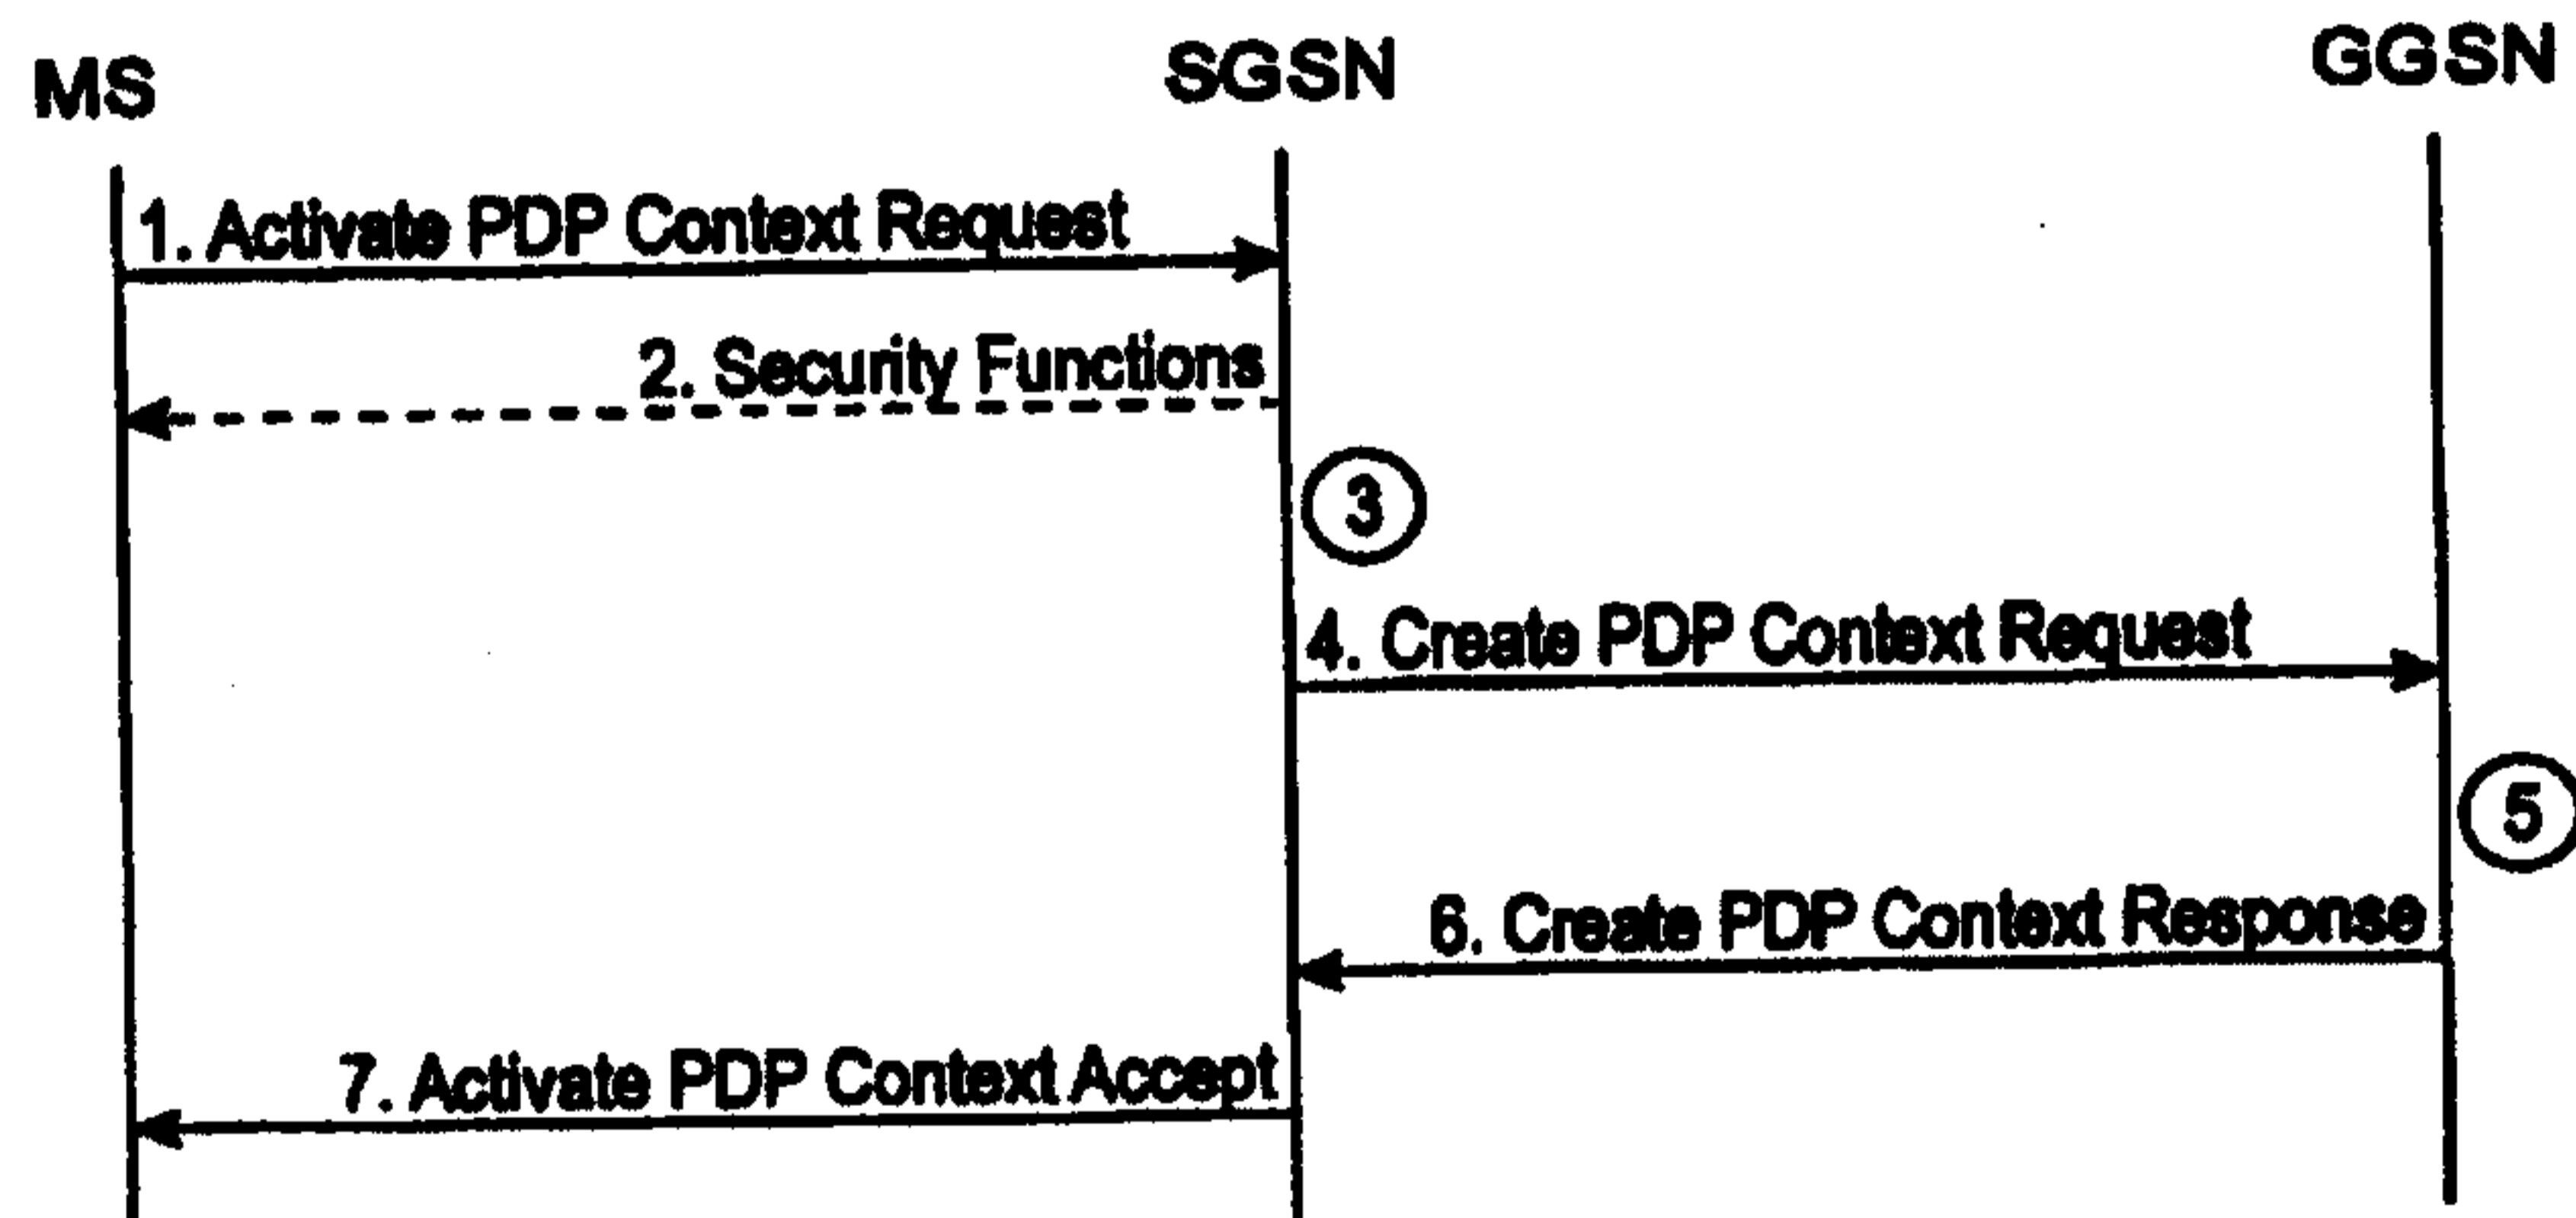 MS SGSN GGSN
1. Activate PDP Context Request
2. Security Functions
3
4. Create PDP Context Request
5
6. Create PDP Context Response
7. Activate PDP Context Accept